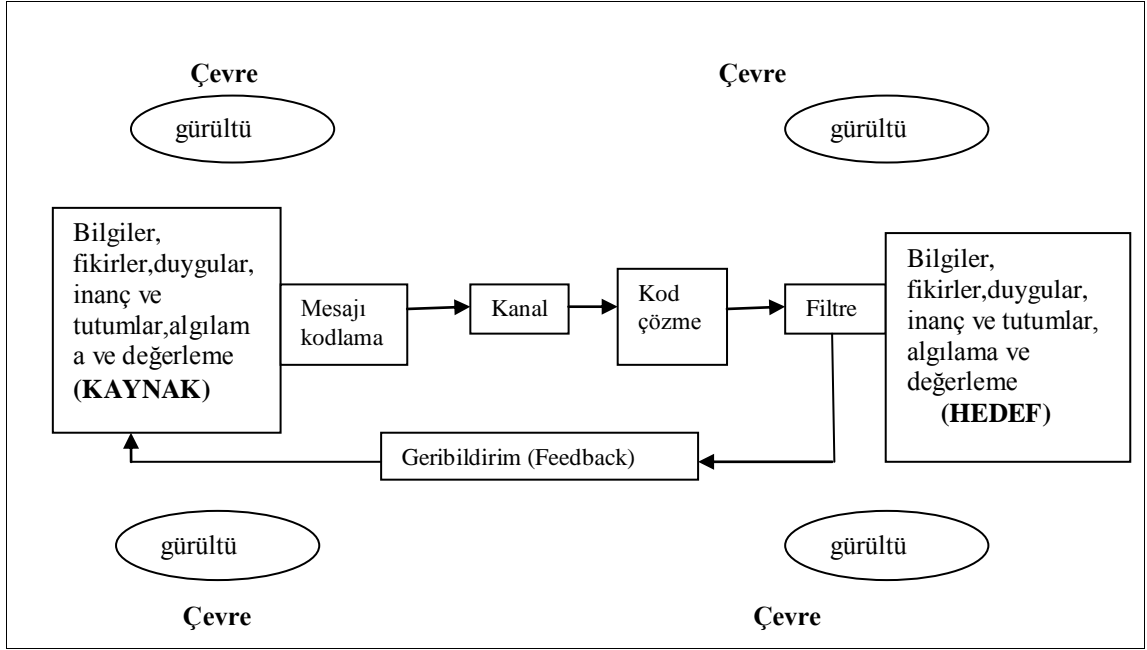 Çevre
Çevre
gürültü
gürültü
Bilgiler,
fikirler,duygular,
inanç ve
tutumlar,algılam
a ve değerleme
(KAYNAK)
Mesajı
kodlama
Kanal
Kod
çözme
Filtre
Bilgiler,
fikirler,duygular,
inanç ve tutumlar,
algılama ve
değerleme
(HEDEF)
Geribildirim (Feedback)
gürültü
gürültü
Çevre
Çevre